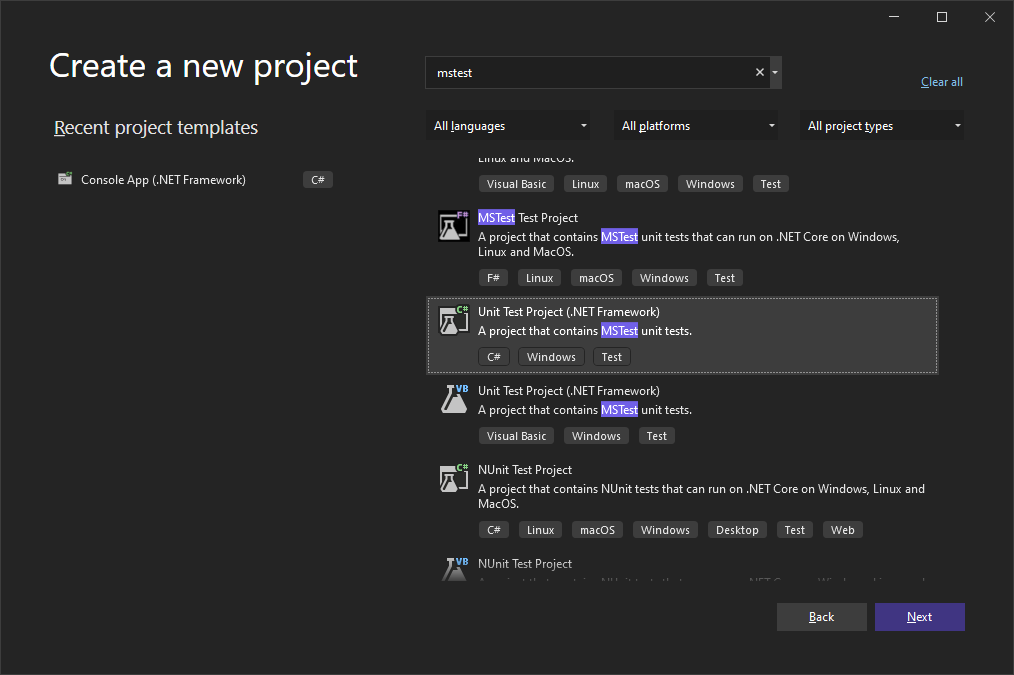 Create a new project
Recent project templates
Console App (.NET Framework)
C#
mstest
Clear all
All languages
All platforms
All project types
Linux and MacOS.
Visual Basic
Linux
macOS
Windows
Test
F#
MSTest Test Project
A project that contains MSTest unit tests that can run on .NET Core on Windows,
Linux and MacOS.
F#
Linux
macOS
Windows
Test
C#
Unit Test Project (.NET Framework)
A project that contains MSTest unit tests.
C#
Windows
Test
VB
Unit Test Project (.NET Framework)
A project that contains MSTest unit tests.
Visual Basic
Windows
Test
C#
NUnit Test Project
A project that contains NUnit tests that can run on .NET Core on Windows, Linux and
MacOS.
C#
Linux
macOS
Windows
Desktop
Test
Web
VB
NUnit Test Project
Back
Next